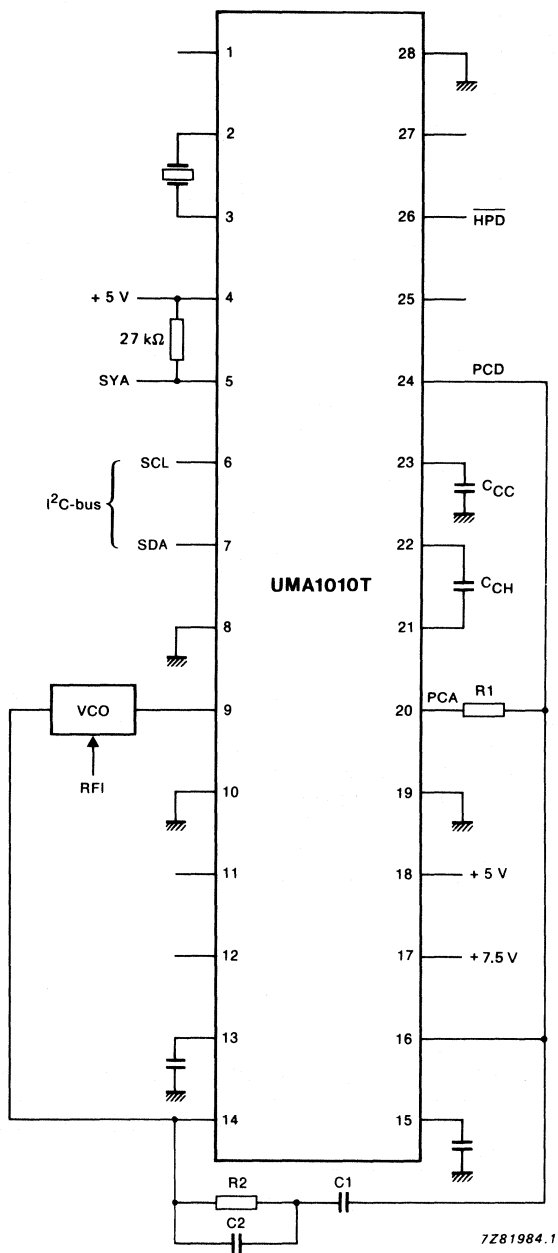 1
28
2
27
3
26
HPD
+ 5 V
4
25
27 kΩ
PCD
SYA
5
24
SCL
6
23
C_CC
I²C-bus
SDA
7
22
UMA1010T
C_CH
8
21
VCO
9
20
PCA
R1
RFI
10
19
11
18
+ 5 V
12
17
+ 7.5 V
13
16
14
15
R2
C1
C2
7Z81984.1